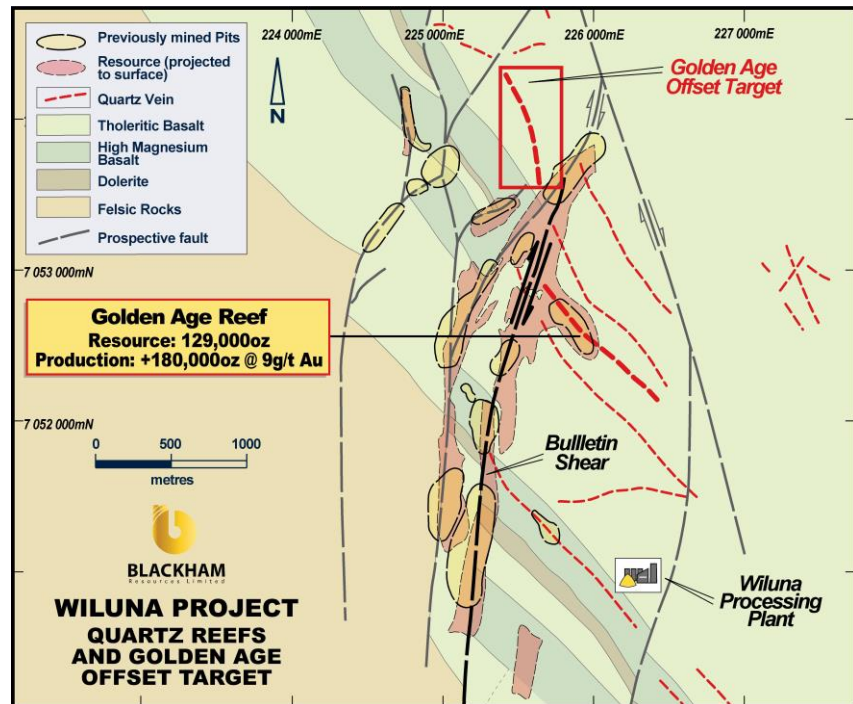 224 000mE
225 000mE
226 000mE
227 000mE
Previously mined Pits
Resource (projected
to surface)
Quartz Vein
Tholeritic Basalt
High Magnesium
Basalt
Dolerite
Felsic Rocks
Prospective fault
N
Golden Age
Offset Target
7 053 000mN
Golden Age Reef
Resource: 129,000oz
Production: +180,000oz @ 9g/t Au
7 052 000mN
0 500 1000
metres
Bullletin
Shear
BLACKHAM
Resources Limited
Wiluna
Processing
Plant
WILUNA PROJECT
QUARTZ REEFS
AND GOLDEN AGE
OFFSET TARGET